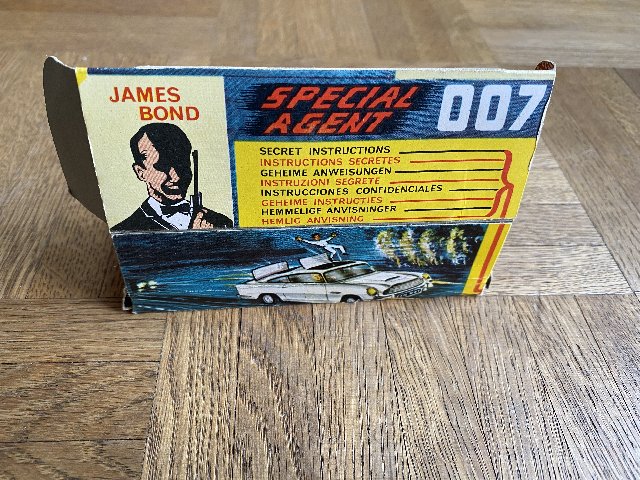 JAMES
BOND
SPECIAL
AGENT
007
SECRET INSTRUCTIONS
INSTRUCTIONS SECRETES
GEHEIME ANWEISUNGEN
INSTRUZIONI SEGRETE
INSTRUCCIONES CONFIDENCIALES
GEHEIME INSTRUCTIES
HEMMELIGE ANVISNINGER
HEMLIG ANVISNING